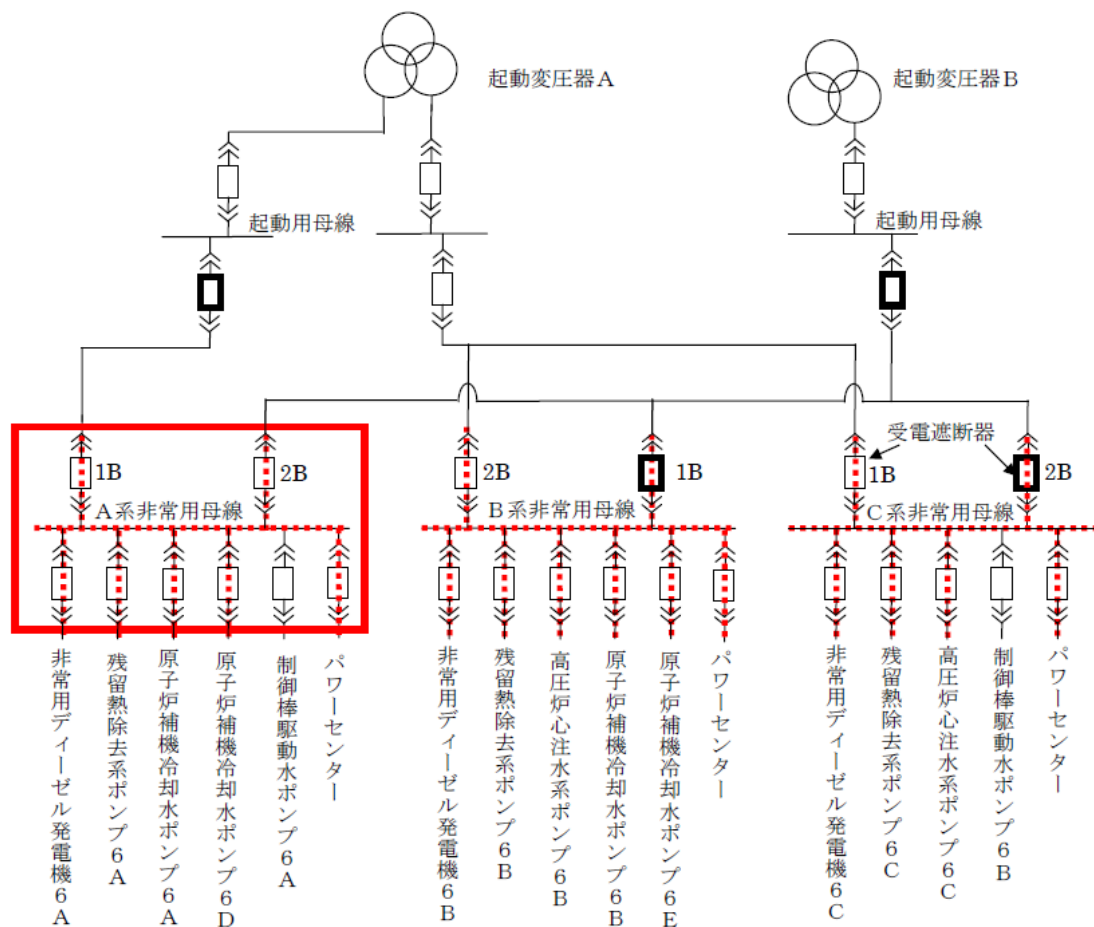 起動変圧器A
起動変圧器B
起動用母線
起動用母線
受電遮断器
1B
2B
2B
1B
1B
2B
A系非常用母線
B系非常用母線
C系非常用母線
非常用ディーゼル発電機6A
残留熱除去系ポンプ6A
原子炉補機冷却水ポンプ6A
原子炉補機冷却水ポンプ6D
制御棒駆動水ポンプ6A
パワーセンター
非常用ディーゼル発電機6B
残留熱除去系ポンプ6B
高圧炉心注水系ポンプ6B
原子炉補機冷却水ポンプ6B
原子炉補機冷却水ポンプ6E
パワーセンター
非常用ディーゼル発電機6C
残留熱除去系ポンプ6C
高圧炉心注水系ポンプ6C
制御棒駆動水ポンプ6B
パワーセンター